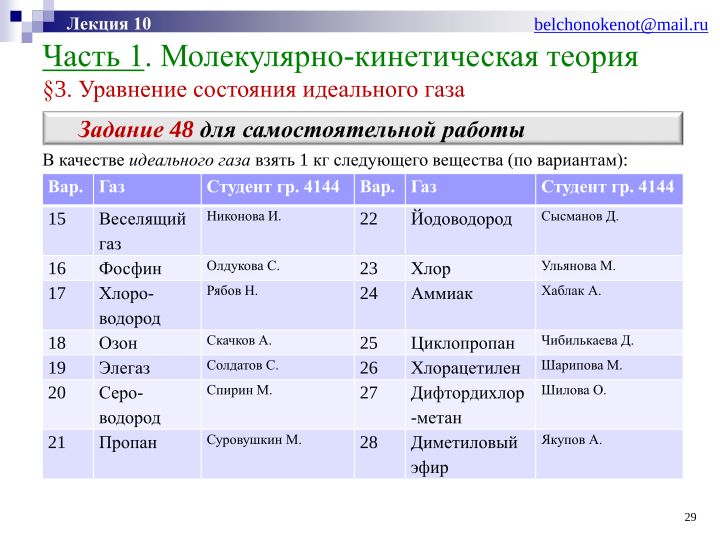 Лекция 10
belchonokenot@mail.ru
Часть 1. Молекулярно-кинетическая теория
§3. Уравнение состояния идеального газа
Задание 48 для самостоятельной работы
В качестве идеального газа взять 1 кг следующего вещества (по вариантам):
Вар. Газ Студент гр. 4144 Вар. Газ Студент гр. 4144
15 Веселящий газ Никонова И. 22 Йодоводород Сысманов Д.
16 Фосфин Олдукова С. 23 Хлор Ульянова М.
17 Хлоро-водород Рябов Н. 24 Аммиак Хаблак А.
18 Озон Скачков А. 25 Циклопропан Чибилькаева Д.
19 Элегаз Солдатов С. 26 Хлорацетилен Шарипова М.
20 Серо-водород Спирин М. 27 Дифтордихлор-метан Шилова О.
21 Пропан Суровушкин М. 28 Диметиловый эфир Якупов А.
29